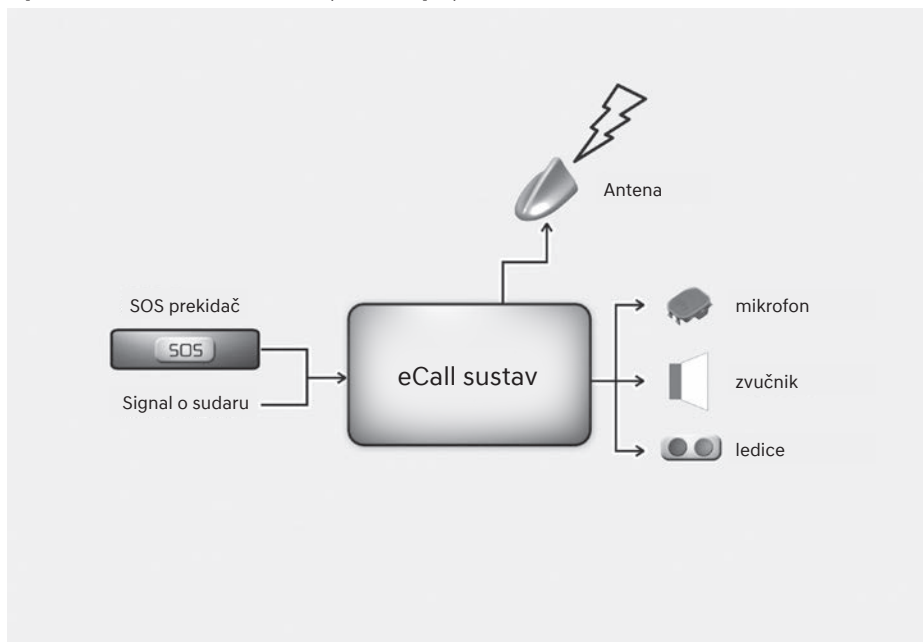 Antena
SOS prekidač
SOS
Signal o sudaru
eCall sustav
mikrofon
zvučnik
ledice